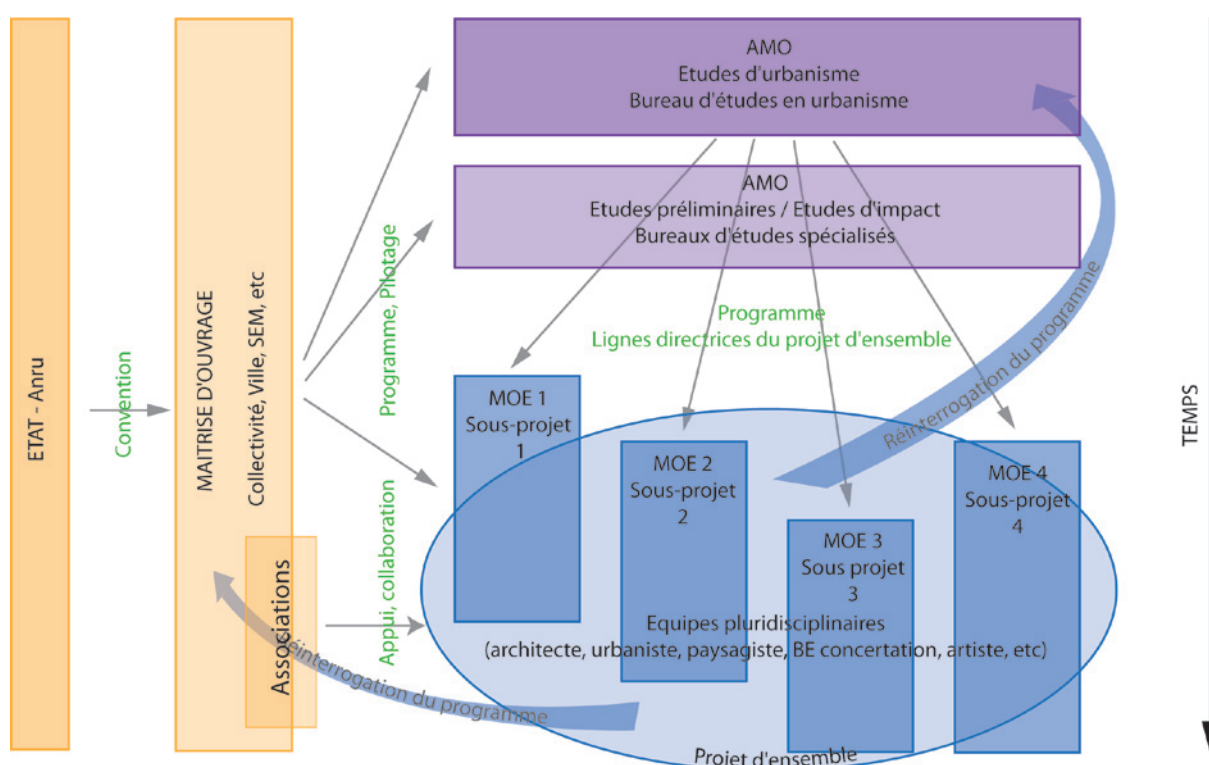 ETAT - Anru
Convention
MAITRISE D'OUVRAGE
Collectivité, Ville, SEM, etc
Associations
Programme, Pilotage
Appui, collaboration
AMO
Etudes d'urbanisme
Bureau d'études en urbanisme
AMO
Etudes préliminaires / Etudes d'impact
Bureaux d'études spécialisés
Programme
Lignes directrices du projet d'ensemble
MOE 1
Sous-projet
1
MOE 2
Sous-projet
2
MOE 3
Sous projet
3
MOE 4
Sous-projet
4
Equipes pluridisciplinaires
(architecte, urbaniste, paysagiste, BE concertation, artiste, etc)
Projet d'ensemble
Réinterrogation du programme
Réinterrogation du programme
TEMPS